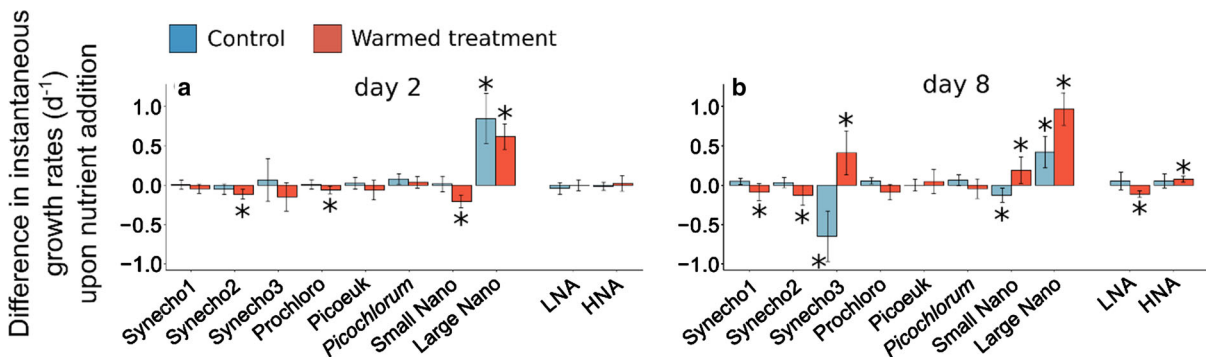 Difference in instantaneous
growth rates (d⁻¹)
upon nutrient addition
Control
Warmed treatment
a
day 2
1.0
0.5
0.0
−0.5
−1.0
*
*
*
*
*
Synecho1
Synecho2
Synecho3
Prochloro
Picoeuk
Picochlorum
Small Nano
Large Nano
LNA
HNA
b
day 8
1.0
0.5
0.0
−0.5
−1.0
*
*
*
*
*
*
*
*
*
*
Synecho1
Synecho2
Synecho3
Prochloro
Picoeuk
Picochlorum
Small Nano
Large Nano
LNA
HNA